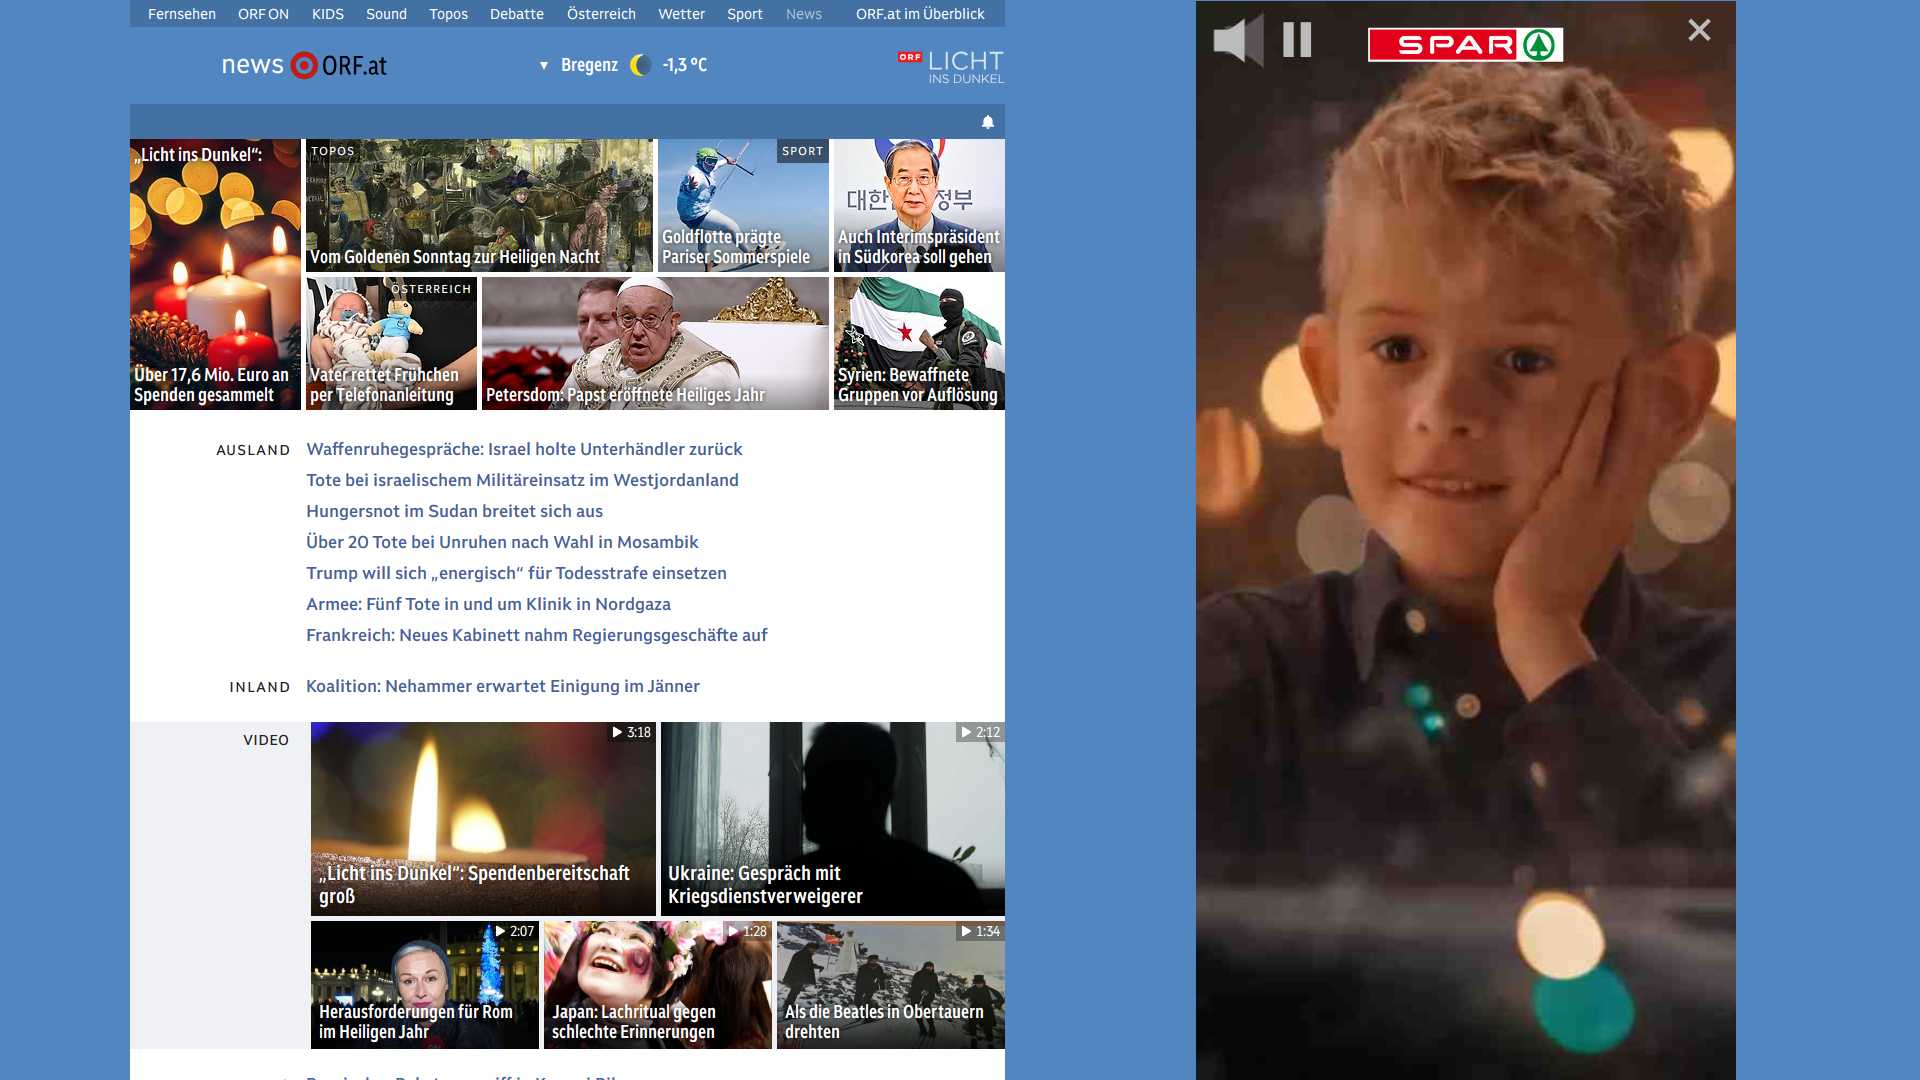 Fernsehen ORF ON KIDS Sound Topos Debatte Österreich Wetter Sport News ORF.at im Überblick
news ORF.at
Bregenz -1,3 °C
ORF LICHT
INS DUNKEL
„Licht ins Dunkel“:
Über 17,6 Mio. Euro an
Spenden gesammelt
TOPOS
Vom Goldenen Sonntag zur Heiligen Nacht
SPORT
Goldflotte prägte
Pariser Sommerspiele
Auch Interimspräsident
in Südkorea soll gehen
ÖSTERREICH
Vater rettet Frühchen
per Telefonanleitung
Petersdom: Papst eröffnete Heiliges Jahr
Syrien: Bewaffnete
Gruppen vor Auflösung
AUSLAND
Waffenruhegespräche: Israel holte Unterhändler zurück
Tote bei israelischem Militäreinsatz im Westjordanland
Hungersnot im Sudan breitet sich aus
Über 20 Tote bei Unruhen nach Wahl in Mosambik
Trump will sich „energisch“ für Todesstrafe einsetzen
Armee: Fünf Tote in und um Klinik in Nordgaza
Frankreich: Neues Kabinett nahm Regierungsgeschäfte auf
INLAND
Koalition: Nehammer erwartet Einigung im Jänner
VIDEO
3:18
„Licht ins Dunkel“: Spendenbereitschaft
groß
2:12
Ukraine: Gespräch mit
Kriegsdienstverweigerer
2:07
Herausforderungen für Rom
im Heiligen Jahr
1:28
Japan: Lachritual gegen
schlechte Erinnerungen
1:34
Als die Beatles in Obertauern
drehten
SPAR